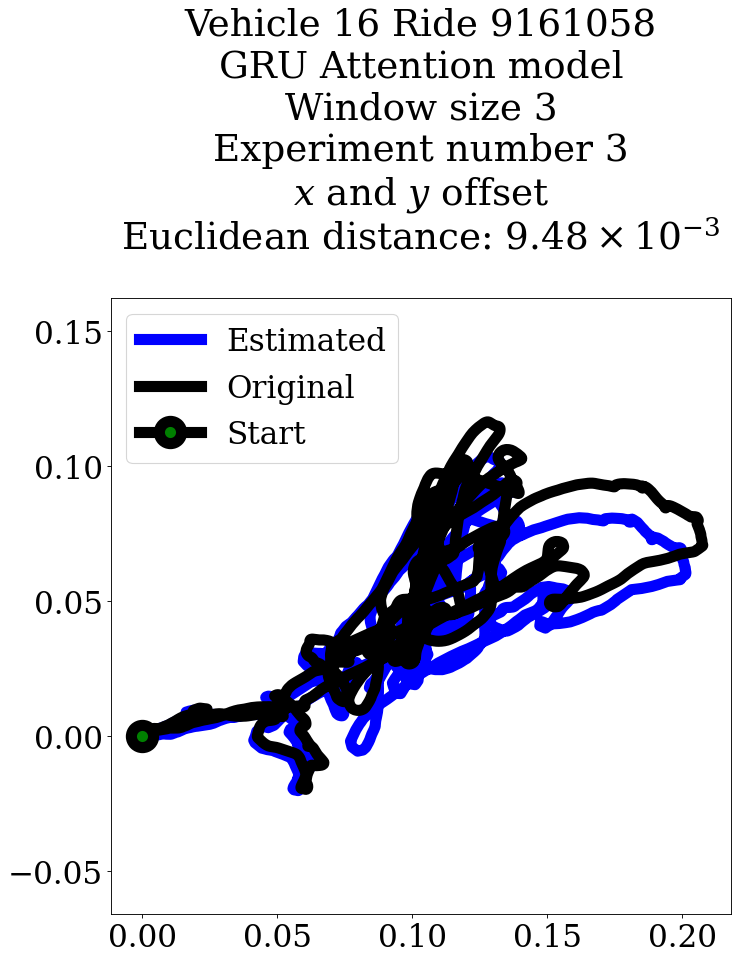 Vehicle 16 Ride 9161058
GRU Attention model
Window size 3
Experiment number 3
x and y offset
Euclidean distance: 9.48 × 10⁻³
Estimated
Original
Start
0.15
0.10
0.05
0.00
−0.05
0.00 0.05 0.10 0.15 0.20